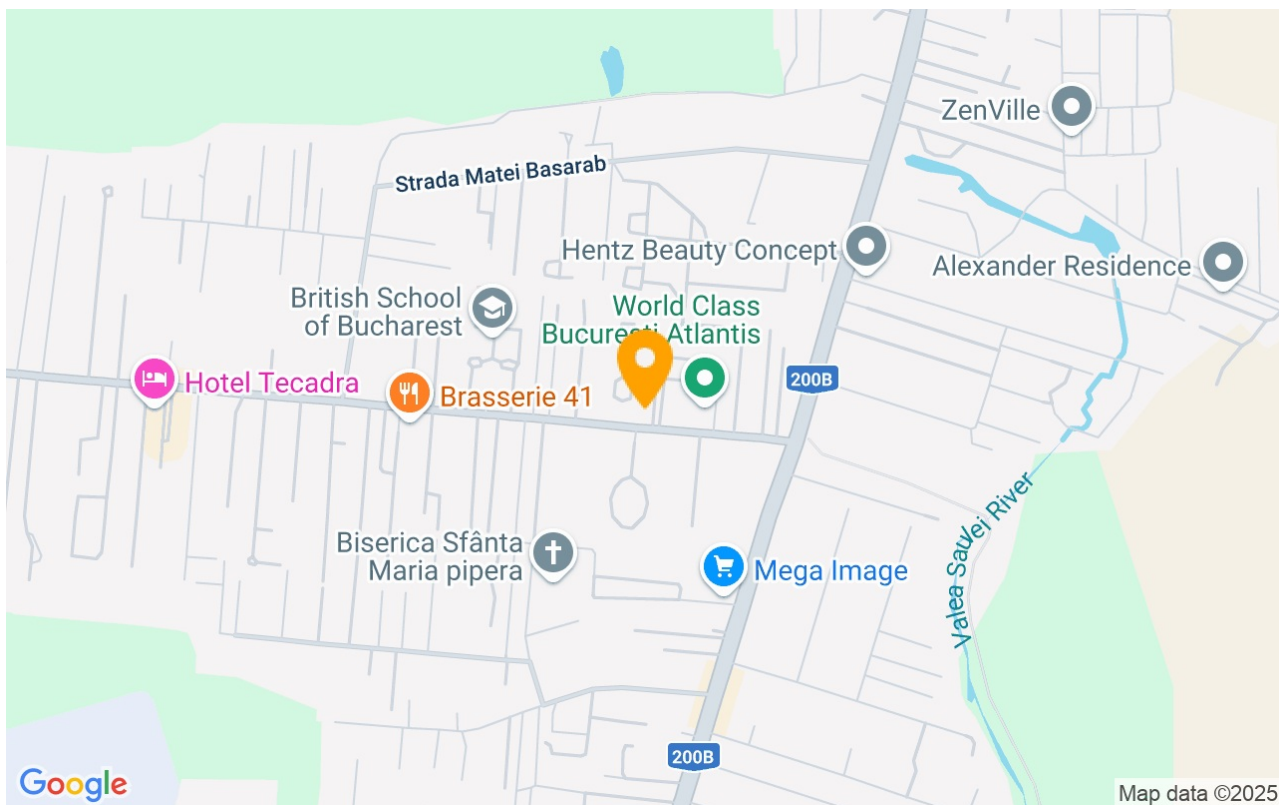 ZenVille
Strada Matei Basarab
Hentz Beauty Concept
Alexander Residence
British School
of Bucharest
World Class
București Atlantis
200B
Hotel Tecadra
Brasserie 41
Biserica Sfânta
Maria pipera
Mega Image
Valea Saulei River
200B
Google
Map data ©2025